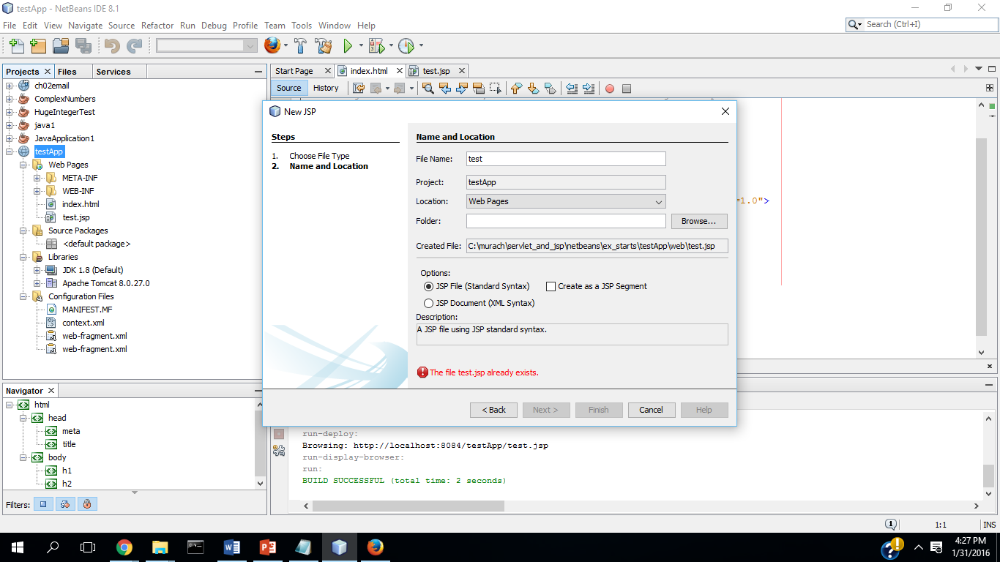 testApp - NetBeans IDE 8.1
File Edit View Navigate Source Refactor Run Debug Profile Team Tools Window Help
Search (Ctrl+I)
Projects Files Services
ch02email
ComplexNumbers
HugeIntegerTest
java1
JavaApplication1
testApp
Web Pages
META-INF
WEB-INF
index.html
test.jsp
Source Packages
<default package>
Libraries
JDK 1.8 (Default)
Apache Tomcat 8.0.27.0
Configuration Files
MANIFEST.MF
context.xml
web-fragment.xml
web-fragment.xml
Navigator
html
head
meta
title
body
h1
h2
Filters:
Start Page index.html test.jsp
Source History
=1.0">
New JSP
Steps
1. Choose File Type
2. Name and Location
Name and Location
File Name: test
Project: testApp
Location: Web Pages
Folder: Browse...
Created File: C:\murach\servlet_and_jsp\netbeans\ex_starts\testApp\web\test.jsp
Options:
JSP File (Standard Syntax) Create as a JSP Segment
JSP Document (XML Syntax)
Description:
A JSP file using JSP standard syntax.
The file test.jsp already exists.
< Back Next > Finish Cancel Help
run-deploy:
Browsing: http://localhost:8084/testApp/test.jsp
run-display-browser:
run:
BUILD SUCCESSFUL (total time: 2 seconds)
1 1:1 INS
4:27 PM
1/31/2016